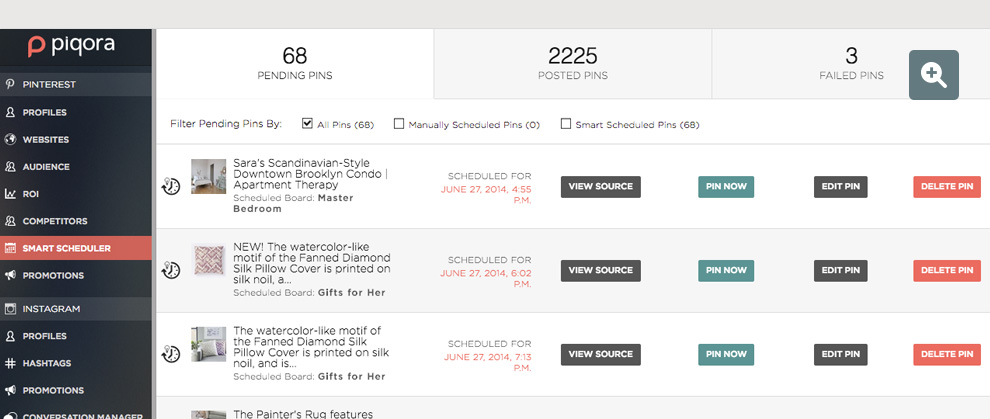 piqora
PINTEREST
PROFILES
WEBSITES
AUDIENCE
ROI
COMPETITORS
SMART SCHEDULER
PROMOTIONS
INSTAGRAM
PROFILES
HASHTAGS
PROMOTIONS
CONVERSATION MANAGER
68
PENDING PINS
2225
POSTED PINS
3
FAILED PINS
Filter Pending Pins By:
All Pins (68)
Manually Scheduled Pins (0)
Smart Scheduled Pins (68)
Sara's Scandinavian-Style
Downtown Brooklyn Condo |
Apartment Therapy
Scheduled Board: Master
Bedroom
SCHEDULED FOR
JUNE 27, 2014, 4:55
P.M.
VIEW SOURCE
PIN NOW
EDIT PIN
DELETE PIN
NEW! The watercolor-like
motif of the Fanned Diamond
Silk Pillow Cover is printed on
silk noil, a...
Scheduled Board: Gifts for Her
SCHEDULED FOR
JUNE 27, 2014, 6:02
P.M.
VIEW SOURCE
PIN NOW
EDIT PIN
DELETE PIN
The watercolor-like motif of
the Fanned Diamond Silk
Pillow Cover is printed on silk
noil, and is...
Scheduled Board: Gifts for Her
SCHEDULED FOR
JUNE 27, 2014, 7:13
P.M.
VIEW SOURCE
PIN NOW
EDIT PIN
DELETE PIN
The Painter's Rug features